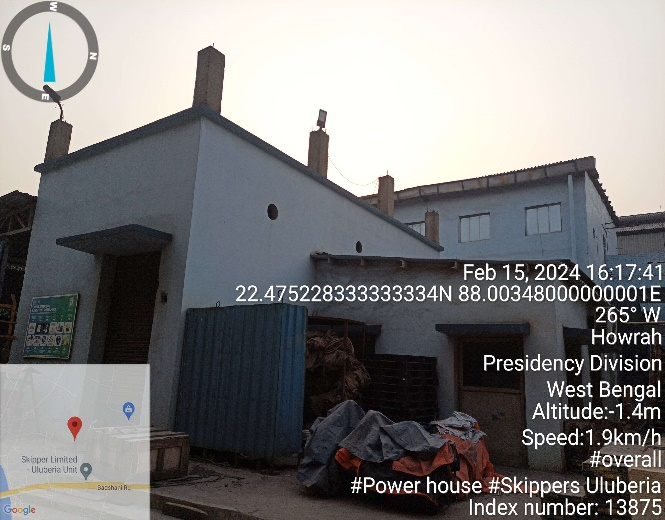 W
N
S
E
Feb 15, 2024 16:17:41
22.475228333333334N 88.00348000000001E
265° W
Howrah
Presidency Division
West Bengal
Altitude:-1.4m
Speed:1.9km/h
#overall
#Power house #Skippers Uluberia
Index number: 13875
Skipper Limited
- Uluberia Unit
Google